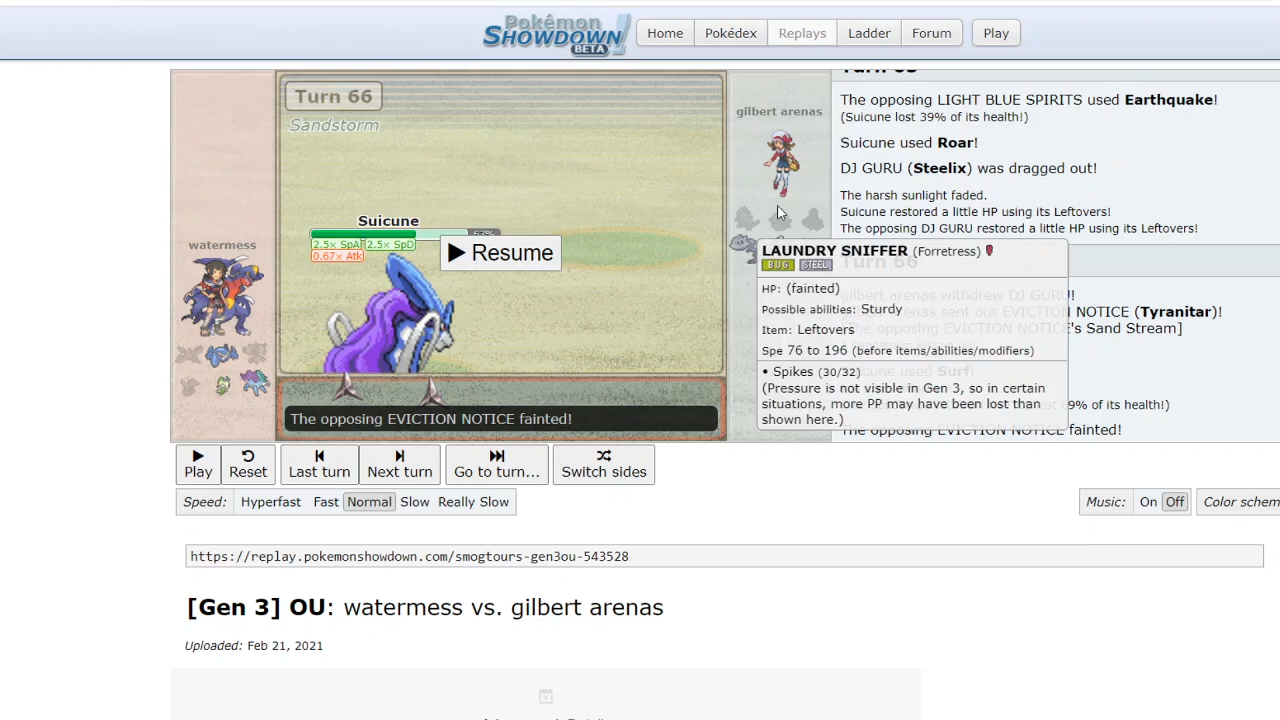 Pokémon
SHOWDOWN!
BETA
Home
Pokédex
Replays
Ladder
Forum
Play
Turn 66
Sandstorm
Suicune
67%
2.5× SpA 2.5× SpD
0.67× Atk
Resume
watermess
The opposing EVICTION NOTICE fainted!
gilbert arenas
The opposing LIGHT BLUE SPIRITS used Earthquake!
(Suicune lost 39% of its health!)
Suicune used Roar!
DJ GURU (Steelix) was dragged out!
The harsh sunlight faded.
Suicune restored a little HP using its Leftovers!
The opposing DJ GURU restored a little HP using its Leftovers!
Turn 66
gilbert arenas withdrew DJ GURU!
arenas sent out EVICTION NOTICE (Tyranitar)!
The opposing EVICTION NOTICE's Sand Stream]
Suicune used Surf!
69% of its health!)
The opposing EVICTION NOTICE fainted!
LAUNDRY SNIFFER (Forretress)
BUG STEEL
HP: (fainted)
Possible abilities: Sturdy
Item: Leftovers
Spe 76 to 196 (before items/abilities/modifiers)
• Spikes (30/32)
(Pressure is not visible in Gen 3, so in certain
situations, more PP may have been lost than
shown here.)
Play
Reset
Last turn
Next turn
Go to turn...
Switch sides
Speed: Hyperfast Fast Normal Slow Really Slow
Music: On Off
Color schem
https://replay.pokemonshowdown.com/smogtours-gen3ou-543528
[Gen 3] OU: watermess vs. gilbert arenas
Uploaded: Feb 21, 2021